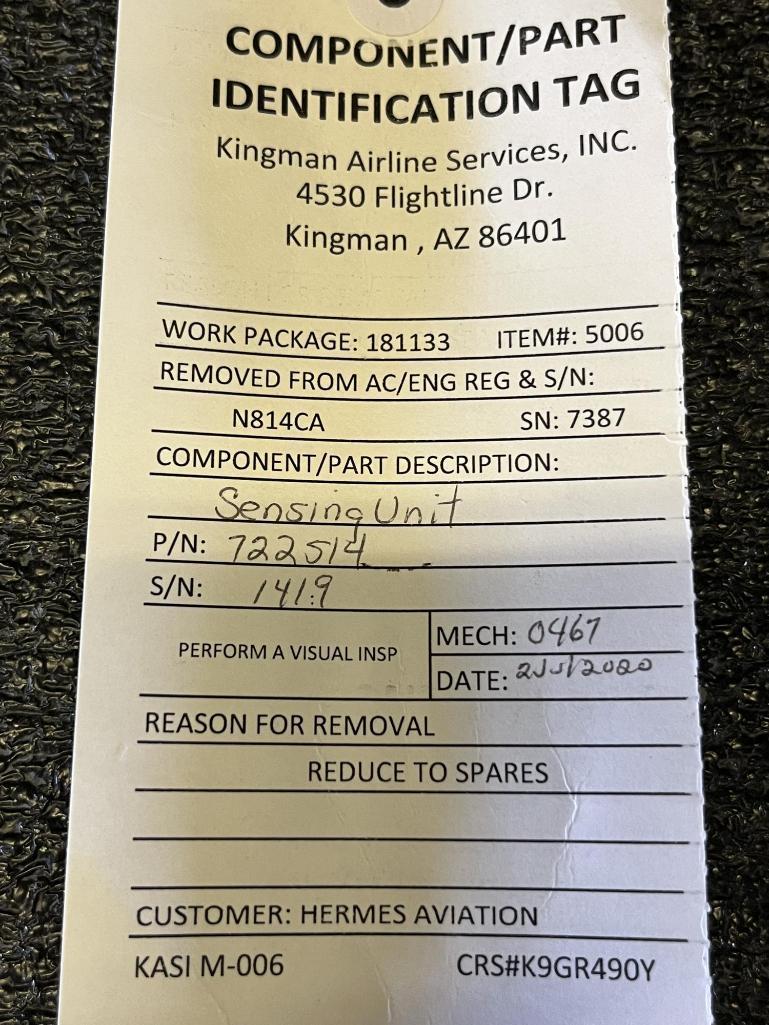 COMPONENT/PART
IDENTIFICATION TAG
Kingman Airline Services, INC.
4530 Flightline Dr.
Kingman , AZ 86401
WORK PACKAGE: 181133 ITEM#: 5006
REMOVED FROM AC/ENG REG & S/N:
N814CA SN: 7387
COMPONENT/PART DESCRIPTION:
Sensing Unit
P/N: 722514
S/N: 1419
PERFORM A VISUAL INSP
MECH: 0467
DATE: 2Jul2020
REASON FOR REMOVAL
REDUCE TO SPARES
CUSTOMER: HERMES AVIATION
KASI M-006 CRS#K9GR490Y